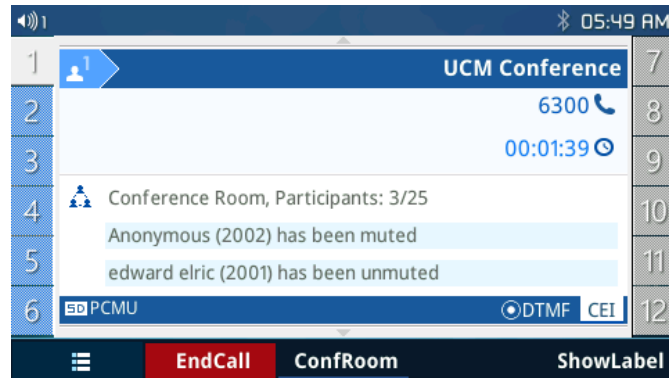 1 05:49 AM
1 1 UCM Conference 7
2 6300 8
3 00:01:39 9
4 Conference Room, Participants: 3/25 10
Anonymous (2002) has been muted
5 edward elric (2001) has been unmuted 11
6 SD PCMU DTMF CEI 12
EndCall ConfRoom ShowLabel